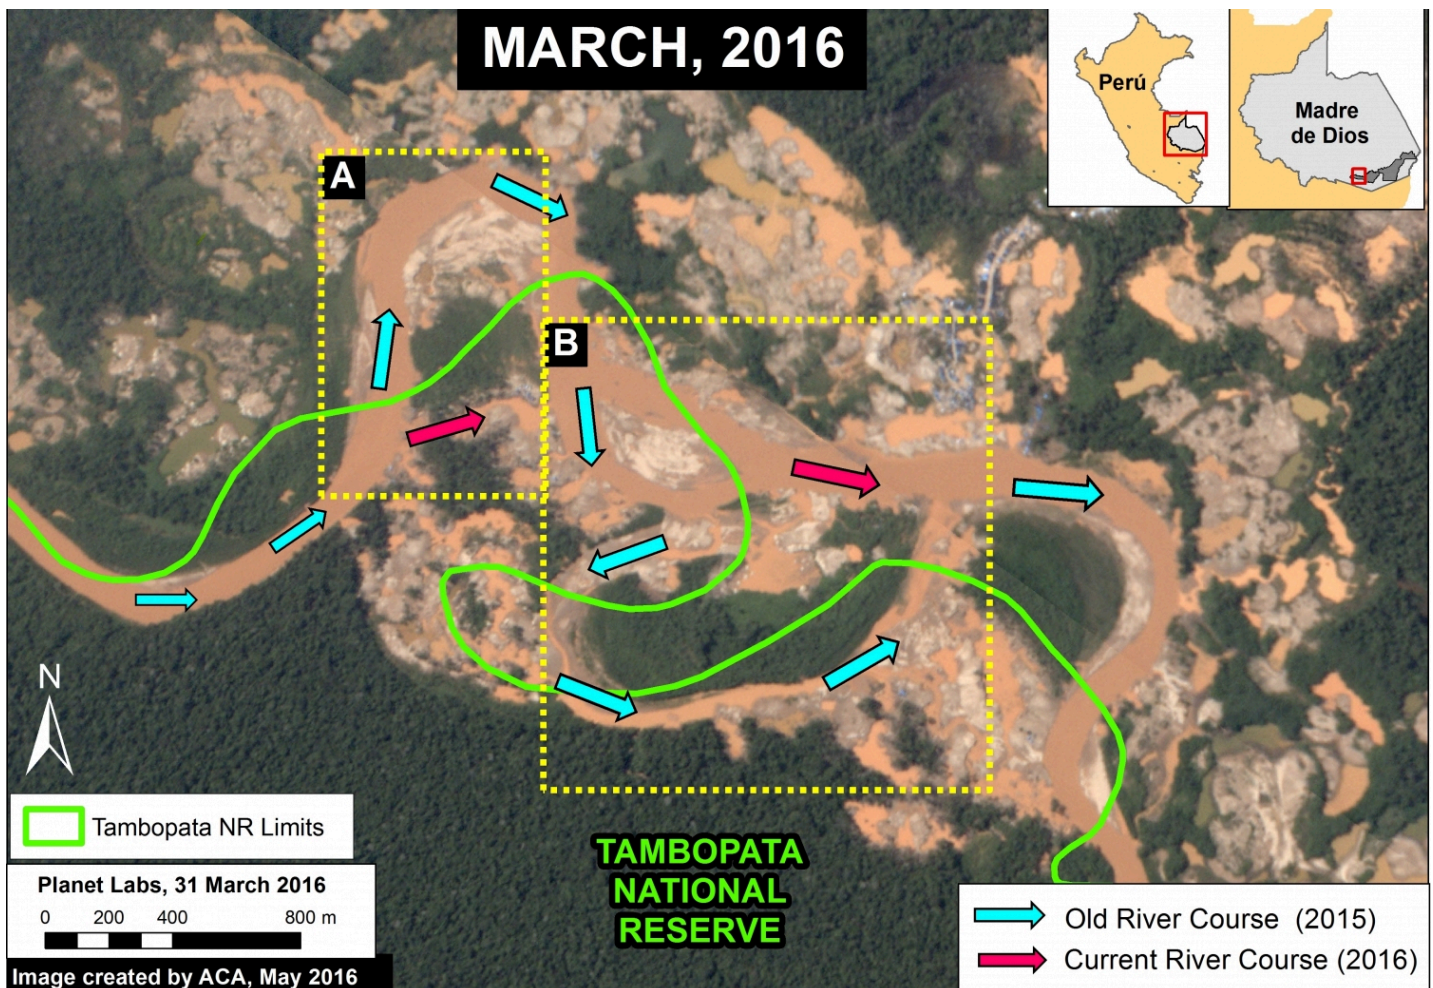 MARCH, 2016
Perú
Madre
de Dios
A
B
N
Tambopata NR Limits
Planet Labs, 31 March 2016
0 200 400 800 m
Image created by ACA, May 2016
TAMBOPATA
NATIONAL
RESERVE
Old River Course (2015)
Current River Course (2016)